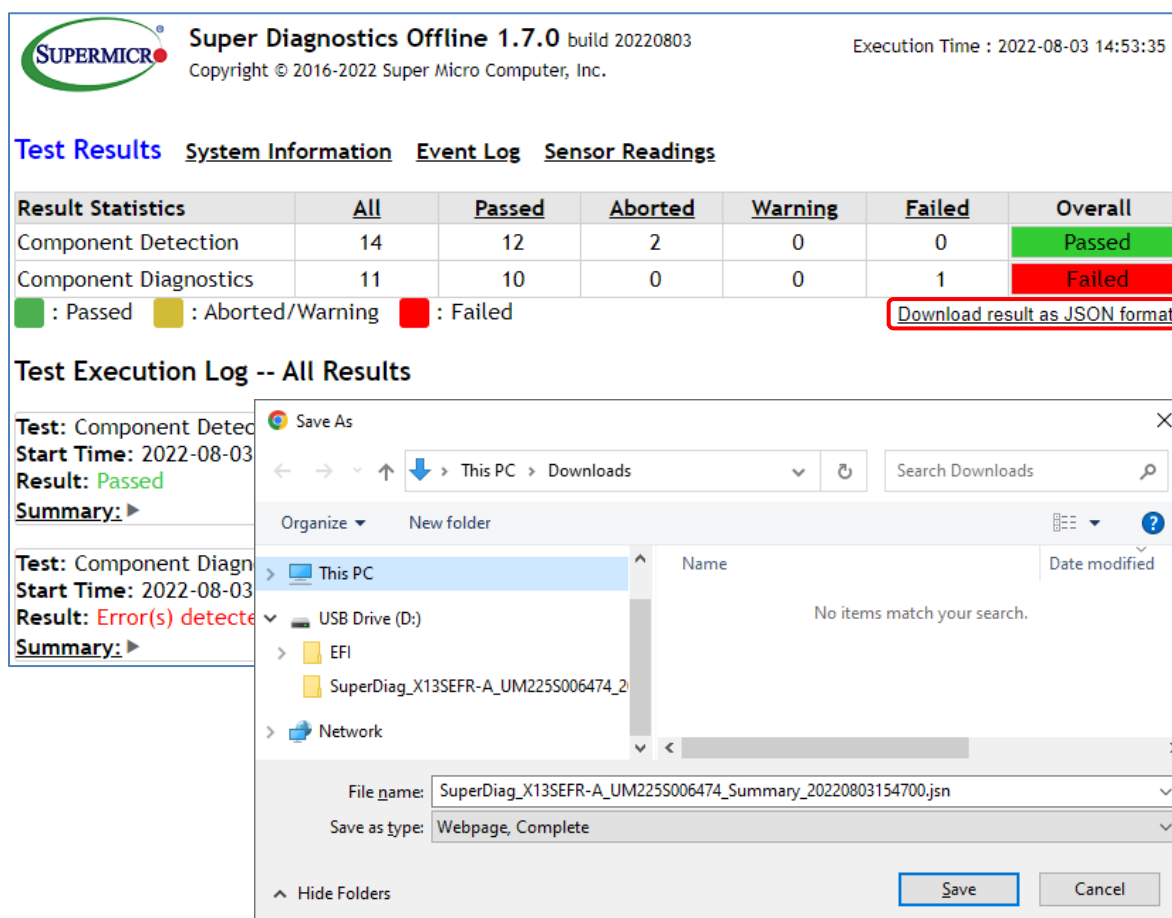 SUPERMICRO
Super Diagnostics Offline 1.7.0 build 20220803
Execution Time : 2022-08-03 14:53:35
Copyright © 2016-2022 Super Micro Computer, Inc.
Test Results System Information Event Log Sensor Readings
Result Statistics All Passed Aborted Warning Failed Overall
Component Detection 14 12 2 0 0 Passed
Component Diagnostics 11 10 0 0 1 Failed
: Passed : Aborted/Warning : Failed
Download result as JSON format
Test Execution Log -- All Results
Test: Component Detec
Start Time: 2022-08-03
Result: Passed
Summary:
Test: Component Diagn
Start Time: 2022-08-03
Result: Error(s) detecte
Summary:
Save As
This PC > Downloads
Search Downloads
Organize New folder
Name Date modified
This PC
No items match your search.
USB Drive (D:)
EFI
SuperDiag_X13SEFR-A_UM225S006474_2
Network
File name: SuperDiag_X13SEFR-A_UM225S006474_Summary_20220803154700.jsn
Save as type: Webpage, Complete
Hide Folders
Save Cancel